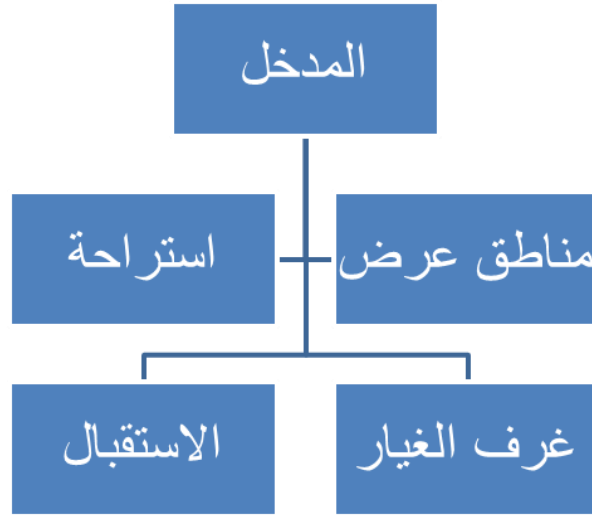 المدخل
مناطق عرض
استراحة
غرف الغيار
الاستقبال